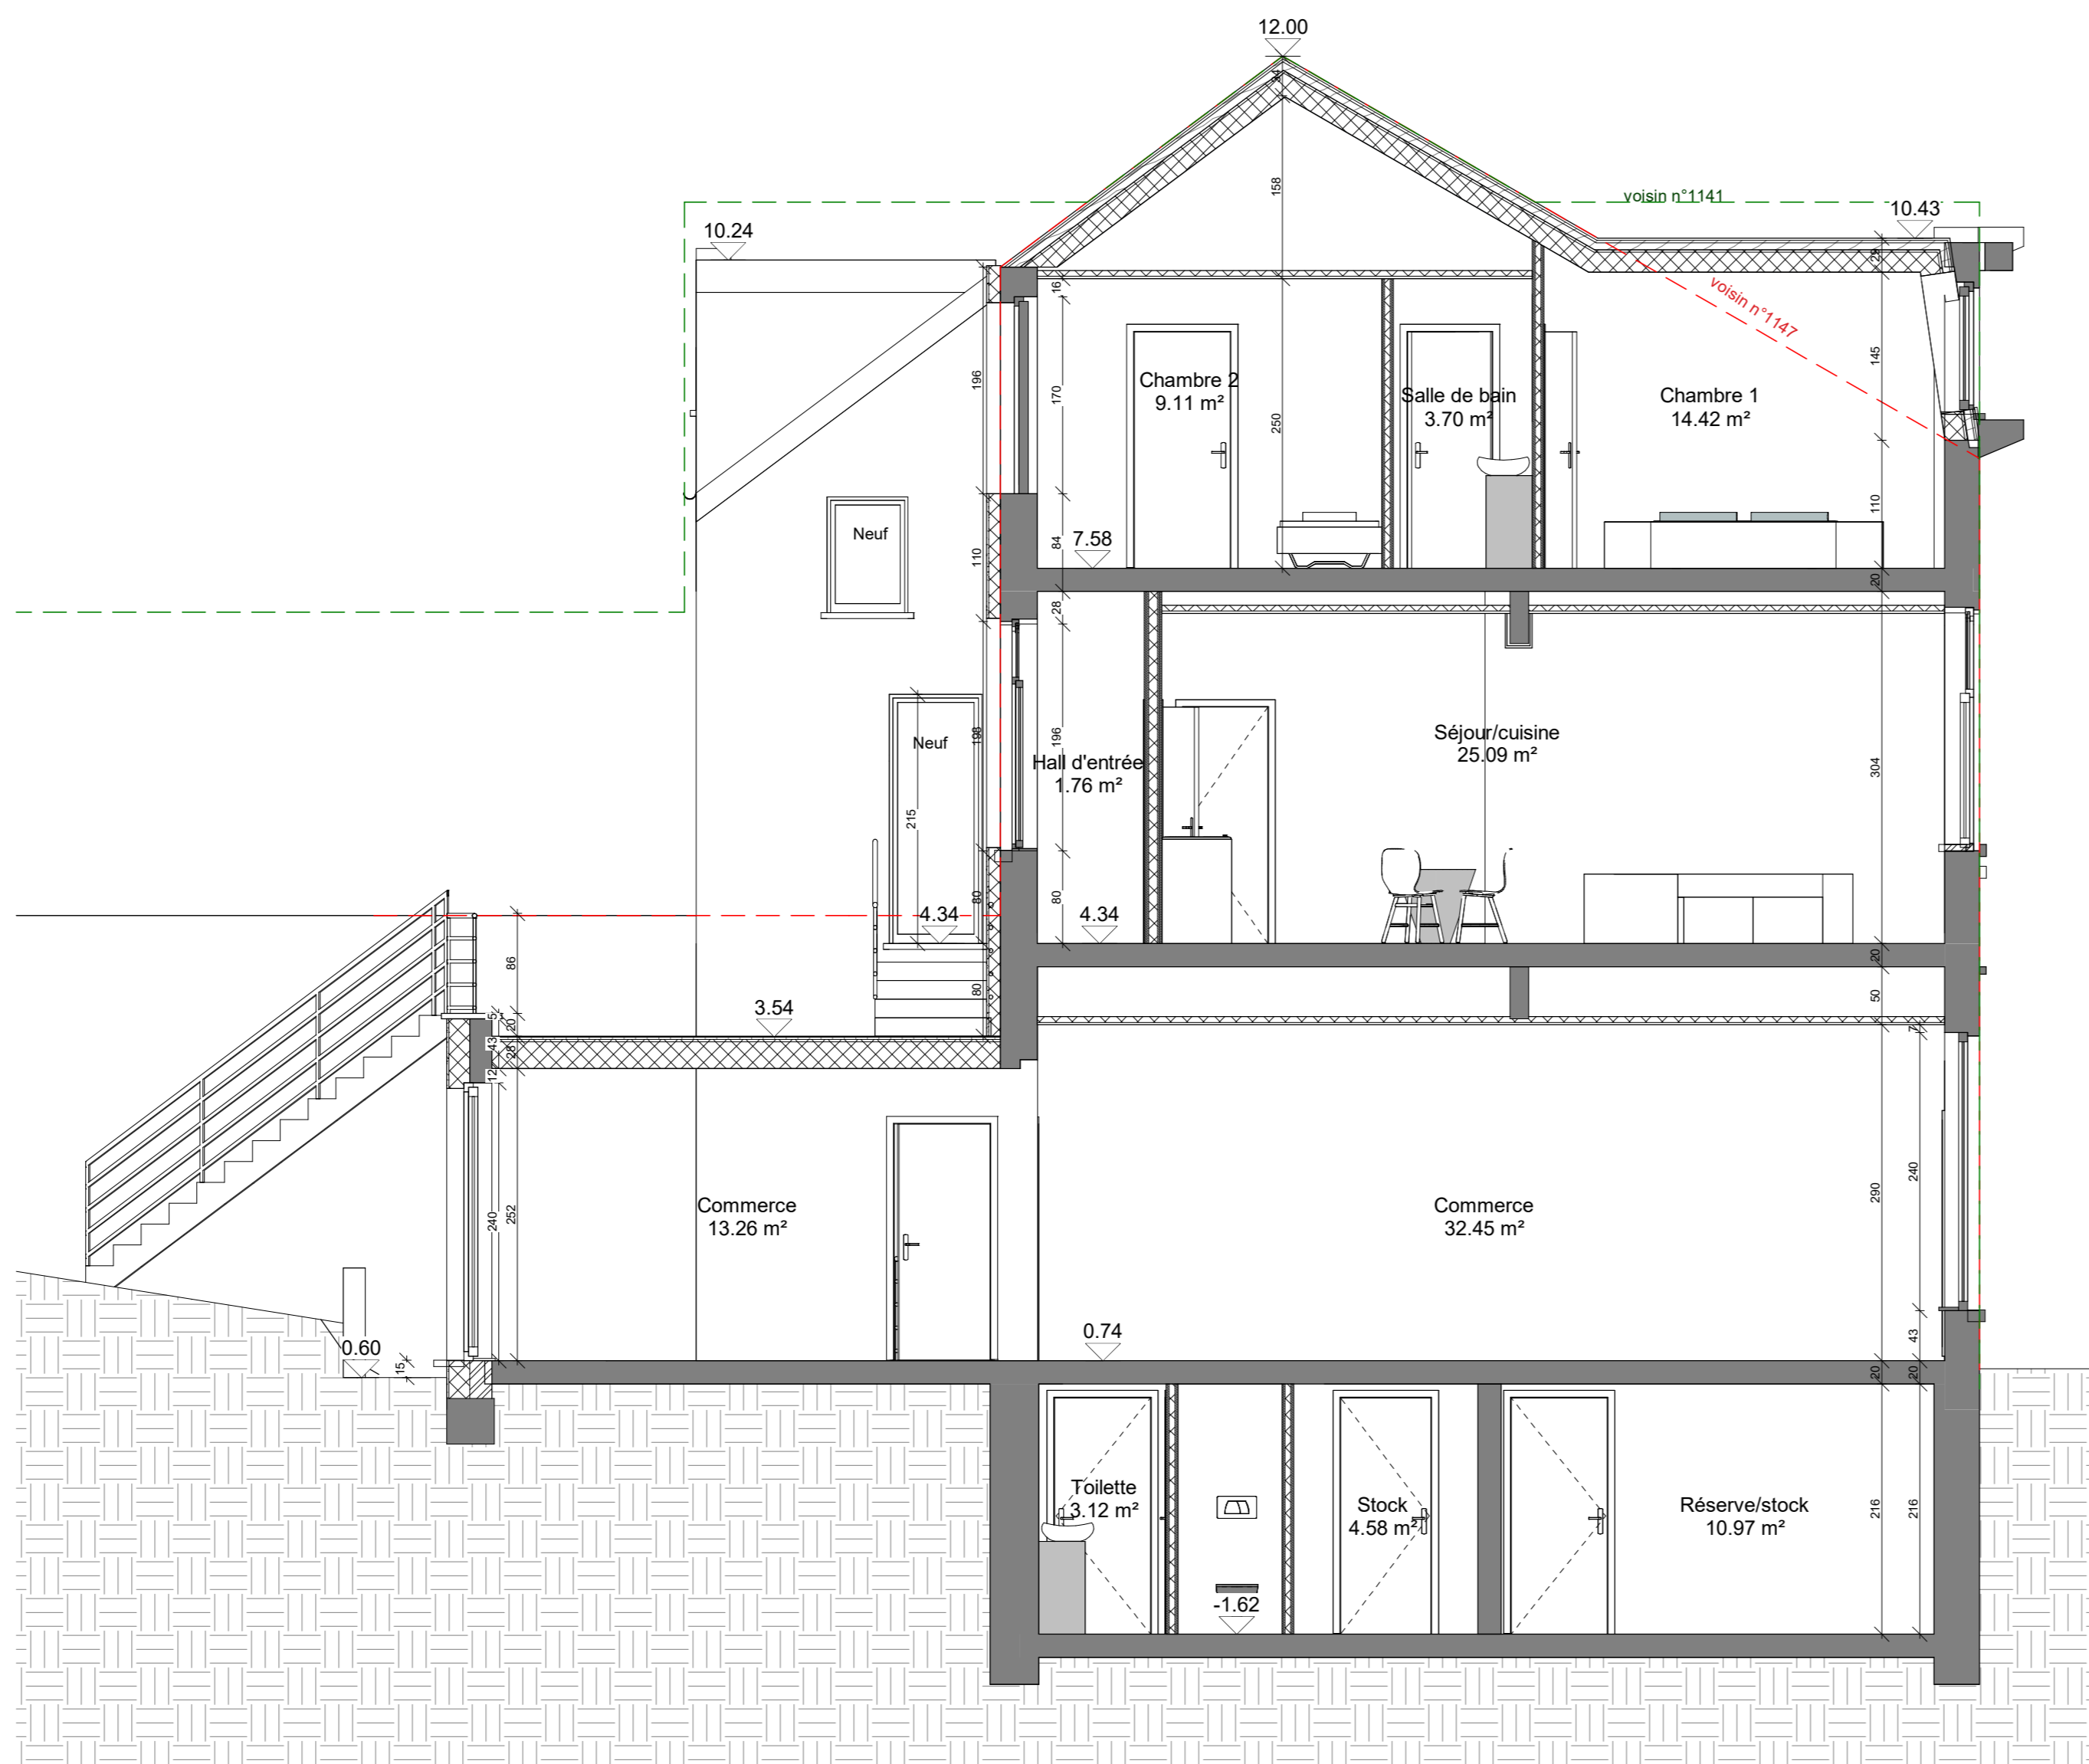 12.00
34
voisin n°1141
10.43
10.24
158
29
voisin n°1147
16
196
170
145
Chambre 2
9.11 m²
Salle de bain
3.70 m²
Chambre 1
14.42 m²
250
110
Neuf
7.58
84
110
20
28
Neuf
198
196
Séjour/cuisine
25.09 m²
Hall d'entrée
1.76 m²
304
215
80
80
4.34
4.34
20
86
80
50
3.54
15
20
43
28
12
7
240
252
Commerce
13.26 m²
Commerce
32.45 m²
290
240
0.74
43
0.60
15
20
20
Toilette
3.12 m²
Stock
4.58 m²
Réserve/stock
10.97 m²
216
216
-1.62